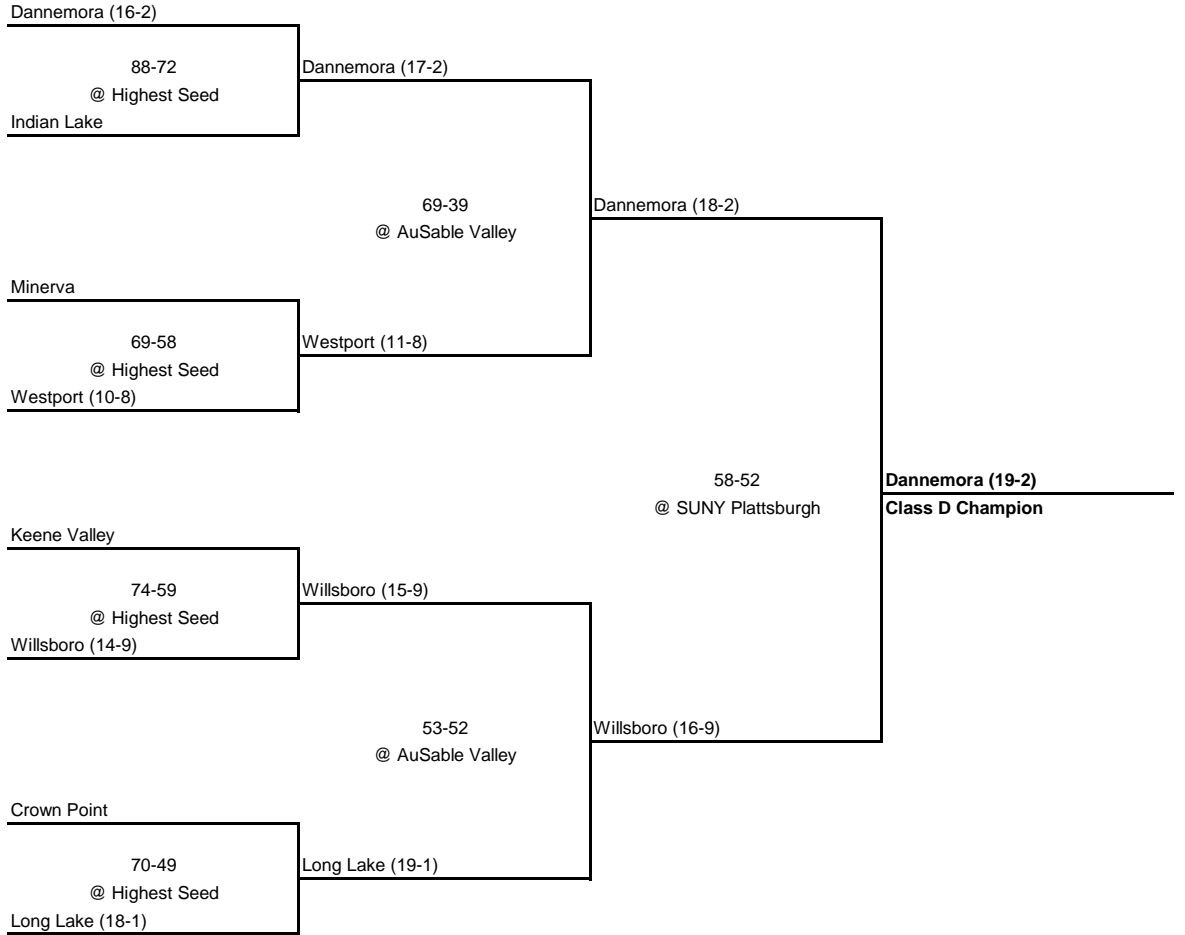 Dannemora (16-2)
88-72
Dannemora (17-2)
@ Highest Seed
Indian Lake
69-39
Dannemora (18-2)
@ AuSable Valley
Minerva
69-58
Westport (11-8)
@ Highest Seed
Westport (10-8)
58-52
Dannemora (19-2)
@ SUNY Plattsburgh
Class D Champion
Keene Valley
74-59
Willsboro (15-9)
@ Highest Seed
Willsboro (14-9)
53-52
Willsboro (16-9)
@ AuSable Valley
Crown Point
70-49
Long Lake (19-1)
@ Highest Seed
Long Lake (18-1)